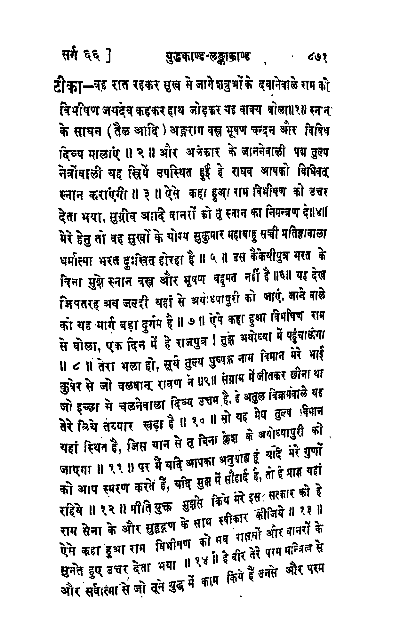 सर्ग ६६ ] युद्धकाण्ड-लङ्काकाण्ड ८७१
टीका—वह रात रहकर सुख से जागे शत्रुओं के दबानेवाले राम को
विभीषण जयदेव कहकर हाथ जोड़कर यह वाक्य बोला॥१॥ स्नान
के साधन (तैल आदि) अङ्गराग वस्त्र भूषण चन्दन और विविध
दिव्य मालाएं ॥ २ ॥ और अलंकार के जाननेवाली पद्म तुल्य
नेत्रोंवाली यह स्त्रियें उपस्थित हुई हैं हे राघव आपको विधिवत्
स्नान कराएंगी ॥ ३ ॥ ऐसे कहा हुआ राम विभीषण को उत्तर
देता भया, सुग्रीव आदि वानरों को तू स्नान का निमन्त्रण दे॥४॥
मेरे हेतु तो वह सुखों के योग्य सुकुमार महाबाहु सच्ची प्रतिज्ञावाला
धर्मात्मा भरत दुःखित होरहा है ॥ ५ ॥ उस कैकेयीपुत्र भरत के
बिना मुझे स्नान वस्त्र और भूषण बहुमत नहीं है ॥६॥ यह देख
जिसतरह अब जल्दी यहां से अयोध्यापुरी को जाएं, जाने वाले
को यह मार्ग बड़ा दुर्गम है ॥ ७ ॥ ऐसे कहा हुआ विभीषण राम
से बोला, एक दिन में हे राजपुत्र ! तुझे अयोध्या में पहुंचाऊंगा
॥ ८ ॥ तेरा भला हो, सूर्य तुल्य पुष्पक नाम विमान मेरे भाई
कुबेर से जो बलवान् रावण ने ॥९॥ संग्राम में जीतकर छीना था
जो इच्छा से चलनेवाला दिव्य उत्तम है, हे अतुल विक्रमवाले यह
तेरे लिये तय्यार खड़ा है ॥ १० ॥ सो यह मेघ तुल्य विमान
यहां स्थित है, जिस यान से तू बिना क्लेश के अयोध्यापुरी को
जाएगा ॥ ११ ॥ पर मैं यदि आपका अनुग्राह्य हूं यदि मेरे गुणों
को आप स्मरण करते हैं, यदि मुझ में सौहार्द है, तो हे प्राज्ञ यहां
रहिये ॥ १२ ॥ प्रीति युक्त मुझसे किये मेरे इस सत्कार को हे
राम सेना के और सुहृद्गण के साथ स्वीकार कीजिये ॥ १३ ॥
ऐसे कहा हुआ राम विभीषण को सब राक्षसों और वानरों के
सुनते हुए उत्तर देता भया ॥ १४ ॥ हे वीर तेरे परम मन्त्रित्व से
और सर्वात्मा से जो तूने युद्ध में काम किये हैं उनसे और परम